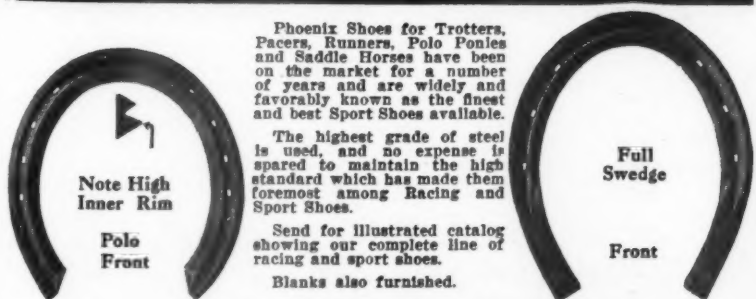 Note High
Inner Rim
Polo
Front
Phoenix Shoes for Trotters,
Pacers, Runners, Polo Ponies
and Saddle Horses have been
on the market for a number
of years and are widely and
favorably known as the finest
and best Sport Shoes available.
The highest grade of steel
is used, and no expense is
spared to maintain the high
standard which has made them
foremost among Racing and
Sport Shoes.
Send for illustrated catalog
showing our complete line of
racing and sport shoes.
Blanks also furnished.
Full
Swedge
Front